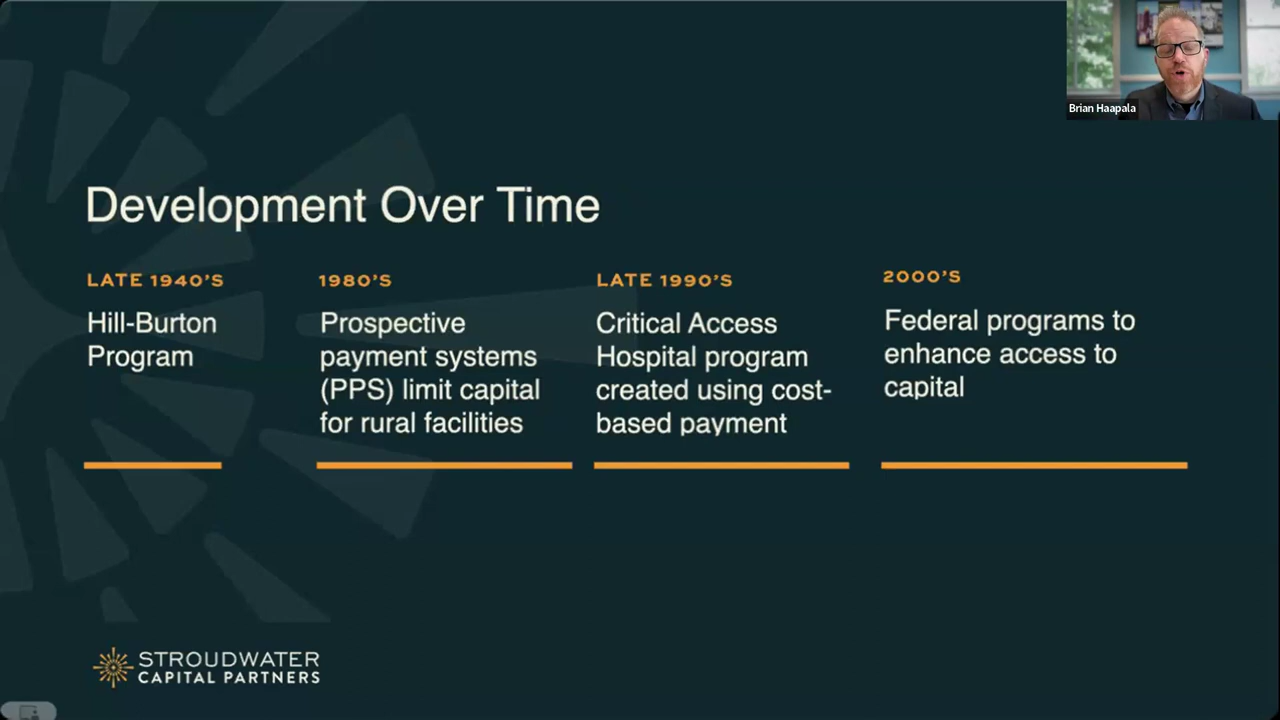 Brian Haapala
Development Over Time
LATE 1940'S
Hill-Burton
Program
1980'S
Prospective
payment systems
(PPS) limit capital
for rural facilities
LATE 1990'S
Critical Access
Hospital program
created using cost-
based payment
2000'S
Federal programs to
enhance access to
capital
STROUDWATER
CAPITAL PARTNERS